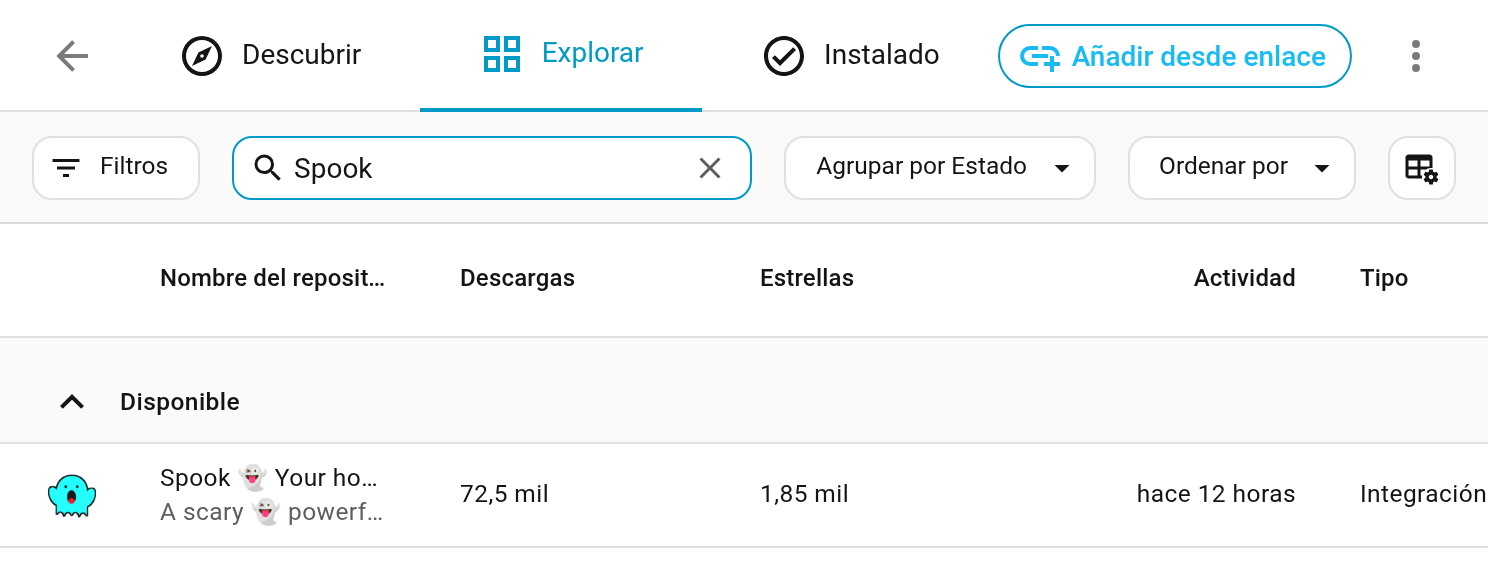 Descubrir Explorar Instalado Añadir desde enlace
Filtros Spook Agrupar por Estado Ordenar por
Nombre del reposit... Descargas Estrellas Actividad Tipo
Disponible
Spook 👻 Your ho... 72,5 mil 1,85 mil hace 12 horas Integración
A scary 👻 powerf...